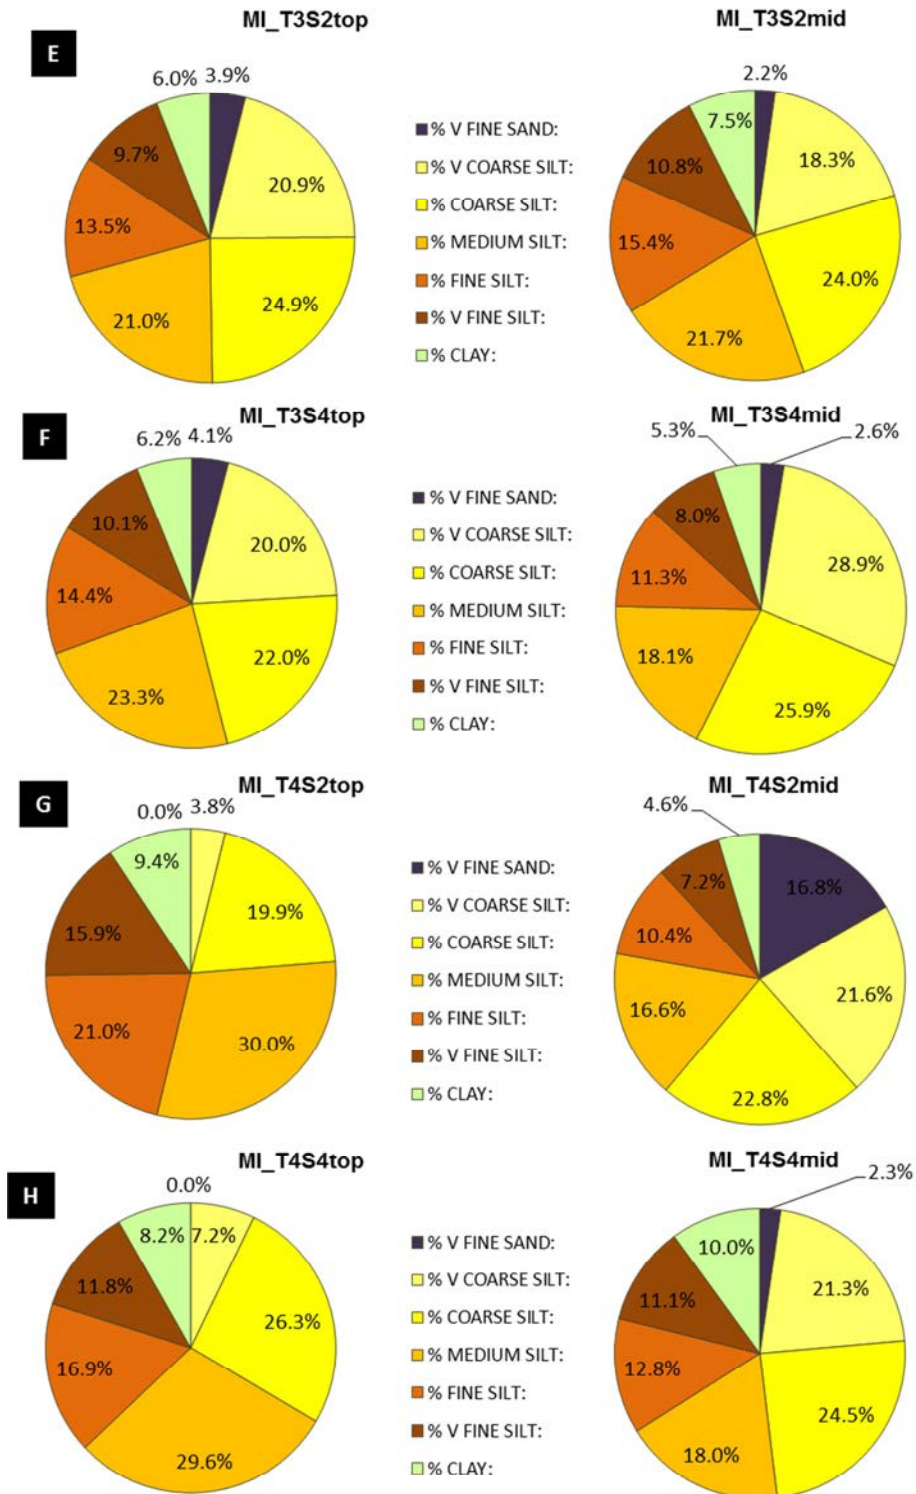 MI_T3S2top
MI_T3S2mid
E
6.0% 3.9%
20.9%
24.9%
21.0%
13.5%
9.7%
% V FINE SAND:
% V COARSE SILT:
% COARSE SILT:
% MEDIUM SILT:
% FINE SILT:
% V FINE SILT:
% CLAY:
2.2%
18.3%
24.0%
21.7%
15.4%
10.8%
7.5%
F
MI_T3S4top
MI_T3S4mid
6.2% 4.1%
20.0%
22.0%
23.3%
14.4%
10.1%
% V FINE SAND:
% V COARSE SILT:
% COARSE SILT:
% MEDIUM SILT:
% FINE SILT:
% V FINE SILT:
% CLAY:
5.3%
2.6%
28.9%
25.9%
18.1%
11.3%
8.0%
G
MI_T4S2top
MI_T4S2mid
0.0% 3.8%
19.9%
30.0%
21.0%
15.9%
9.4%
% V FINE SAND:
% V COARSE SILT:
% COARSE SILT:
% MEDIUM SILT:
% FINE SILT:
% V FINE SILT:
% CLAY:
4.6%
16.8%
21.6%
22.8%
16.6%
10.4%
7.2%
H
MI_T4S4top
MI_T4S4mid
0.0%
7.2%
26.3%
29.6%
16.9%
11.8%
8.2%
% V FINE SAND:
% V COARSE SILT:
% COARSE SILT:
% MEDIUM SILT:
% FINE SILT:
% V FINE SILT:
% CLAY:
2.3%
21.3%
24.5%
18.0%
12.8%
11.1%
10.0%